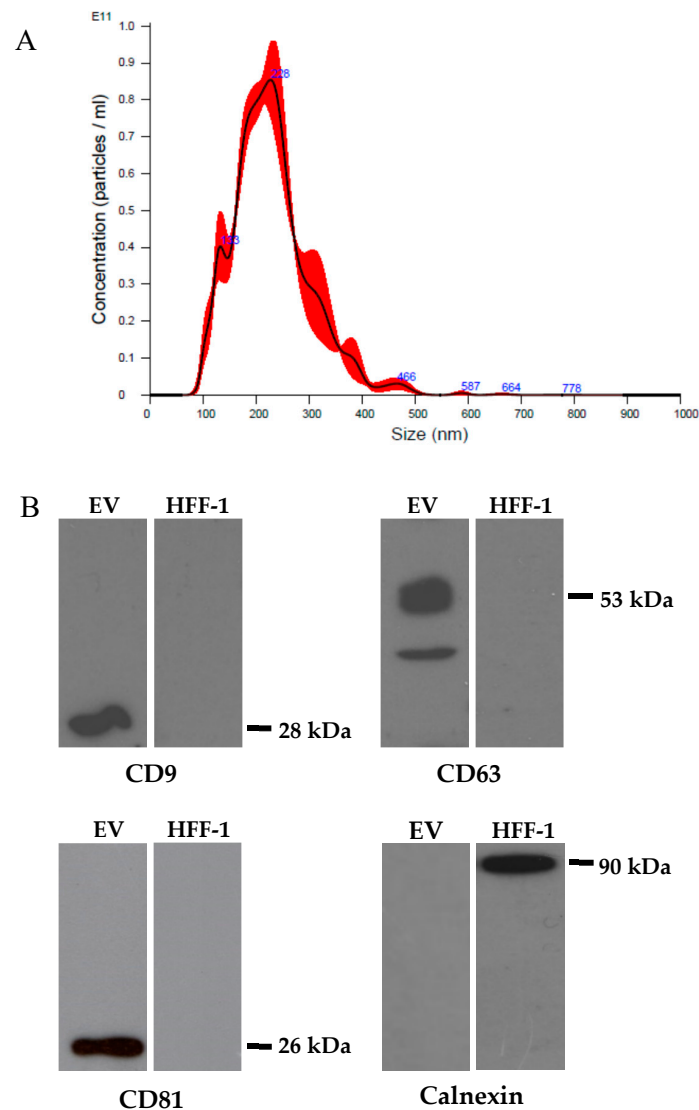 A
E11
1.0
0.9
0.8
0.7
0.6
0.5
0.4
0.3
0.2
0.1
0
Concentration (particles / ml)
228
466
587
664
778
0 100 200 300 400 500 600 700 800 900 1000
Size (nm)
B
EV HFF-1
28 kDa
CD9
EV HFF-1
53 kDa
CD63
EV HFF-1
26 kDa
CD81
EV HFF-1
90 kDa
Calnexin